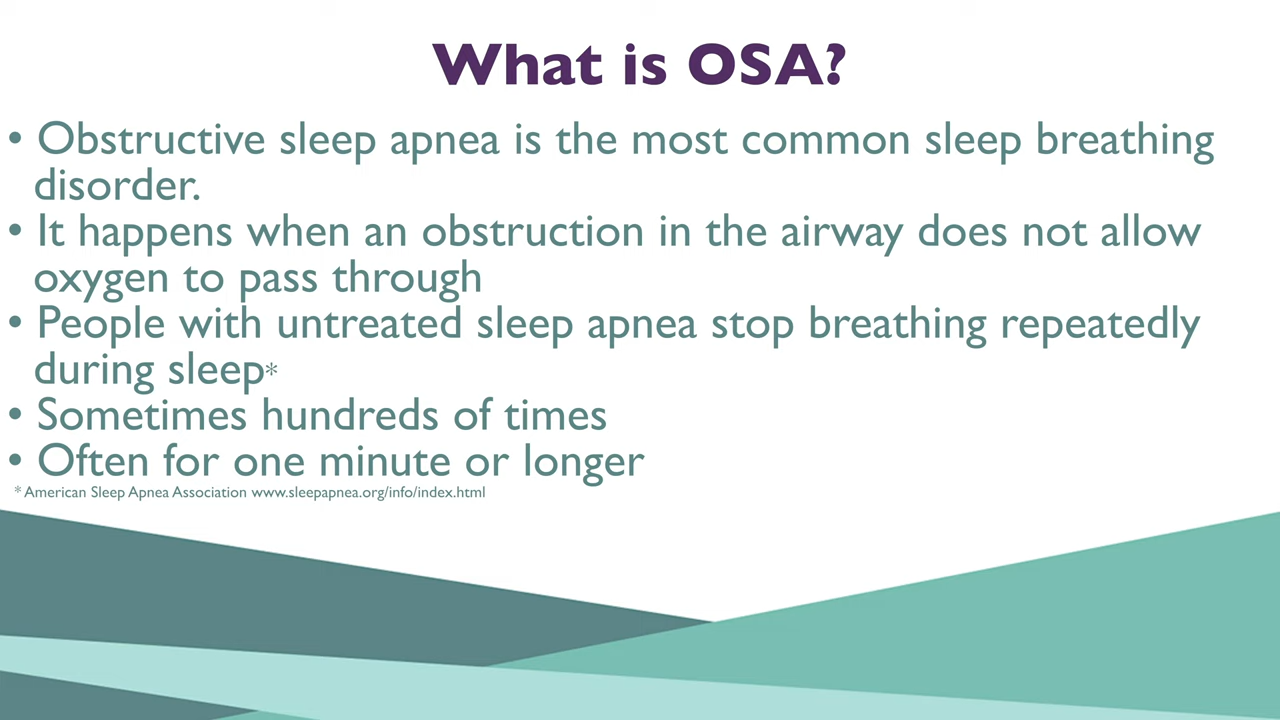 What is OSA?
• Obstructive sleep apnea is the most common sleep breathing
disorder.
• It happens when an obstruction in the airway does not allow
oxygen to pass through
• People with untreated sleep apnea stop breathing repeatedly
during sleep*
• Sometimes hundreds of times
• Often for one minute or longer
* American Sleep Apnea Association www.sleepapnea.org/info/index.html